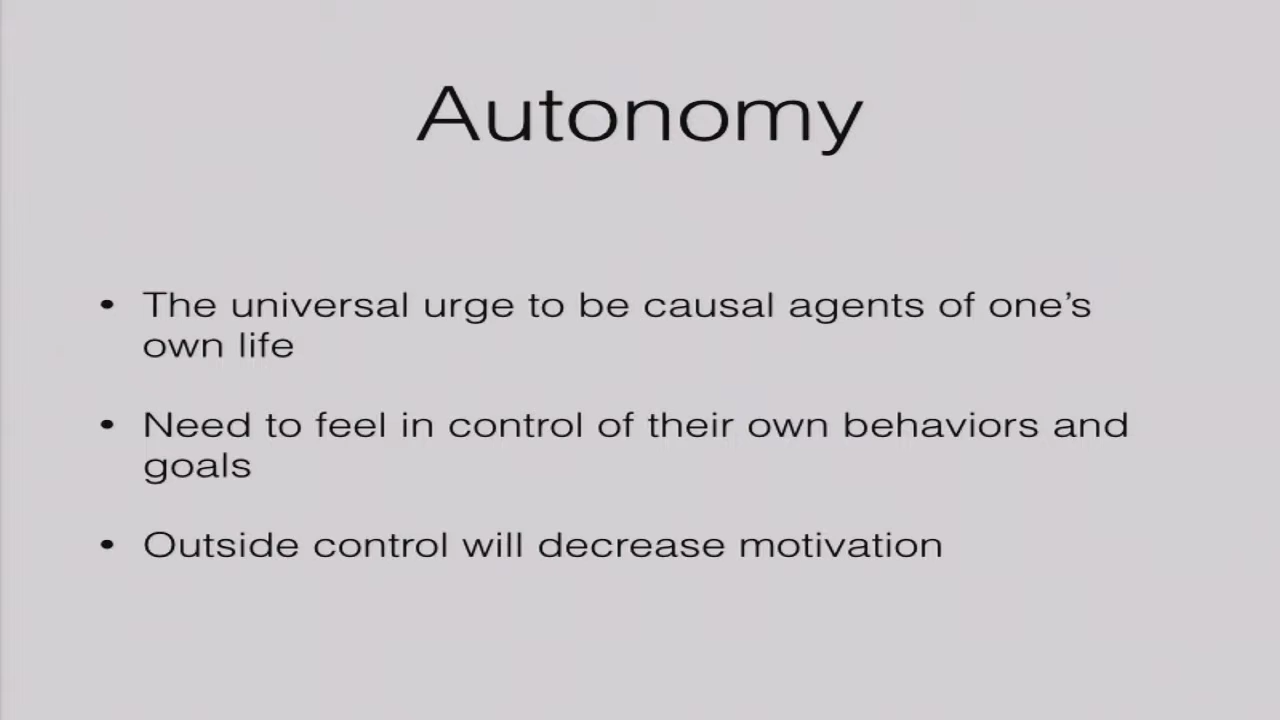 Autonomy
• The universal urge to be causal agents of one’s
own life
• Need to feel in control of their own behaviors and
goals
• Outside control will decrease motivation